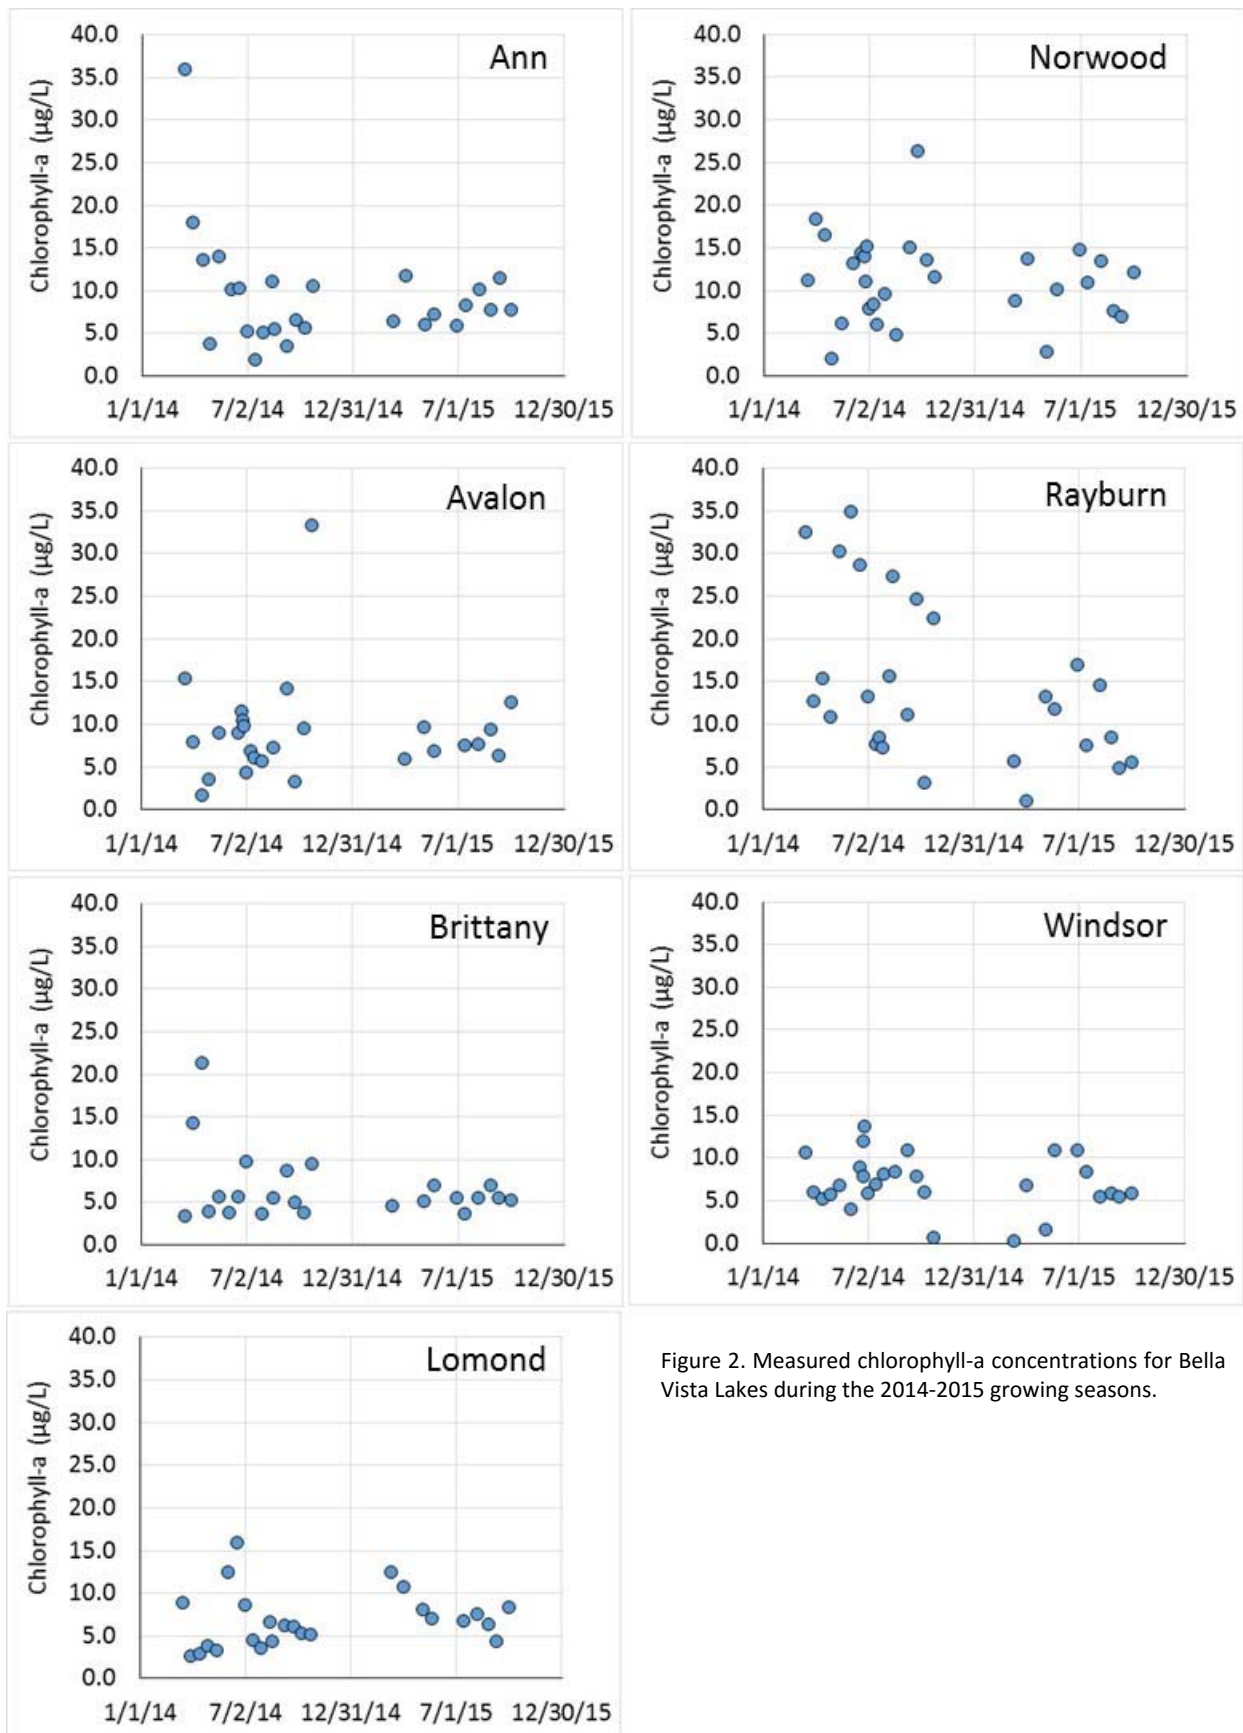 Ann
Chlorophyll-a (µg/L)
40.0
35.0
30.0
25.0
20.0
15.0
10.0
5.0
0.0
1/1/14 7/2/14 12/31/14 7/1/15 12/30/15
Norwood
Chlorophyll-a (µg/L)
40.0
35.0
30.0
25.0
20.0
15.0
10.0
5.0
0.0
1/1/14 7/2/14 12/31/14 7/1/15 12/30/15
Avalon
Chlorophyll-a (µg/L)
40.0
35.0
30.0
25.0
20.0
15.0
10.0
5.0
0.0
1/1/14 7/2/14 12/31/14 7/1/15 12/30/15
Rayburn
Chlorophyll-a (µg/L)
40.0
35.0
30.0
25.0
20.0
15.0
10.0
5.0
0.0
1/1/14 7/2/14 12/31/14 7/1/15 12/30/15
Brittany
Chlorophyll-a (µg/L)
40.0
35.0
30.0
25.0
20.0
15.0
10.0
5.0
0.0
1/1/14 7/2/14 12/31/14 7/1/15 12/30/15
Windsor
Chlorophyll-a (µg/L)
40.0
35.0
30.0
25.0
20.0
15.0
10.0
5.0
0.0
1/1/14 7/2/14 12/31/14 7/1/15 12/30/15
Lomond
Chlorophyll-a (µg/L)
40.0
35.0
30.0
25.0
20.0
15.0
10.0
5.0
0.0
1/1/14 7/2/14 12/31/14 7/1/15 12/30/15
Figure 2. Measured chlorophyll-a concentrations for Bella
Vista Lakes during the 2014-2015 growing seasons.